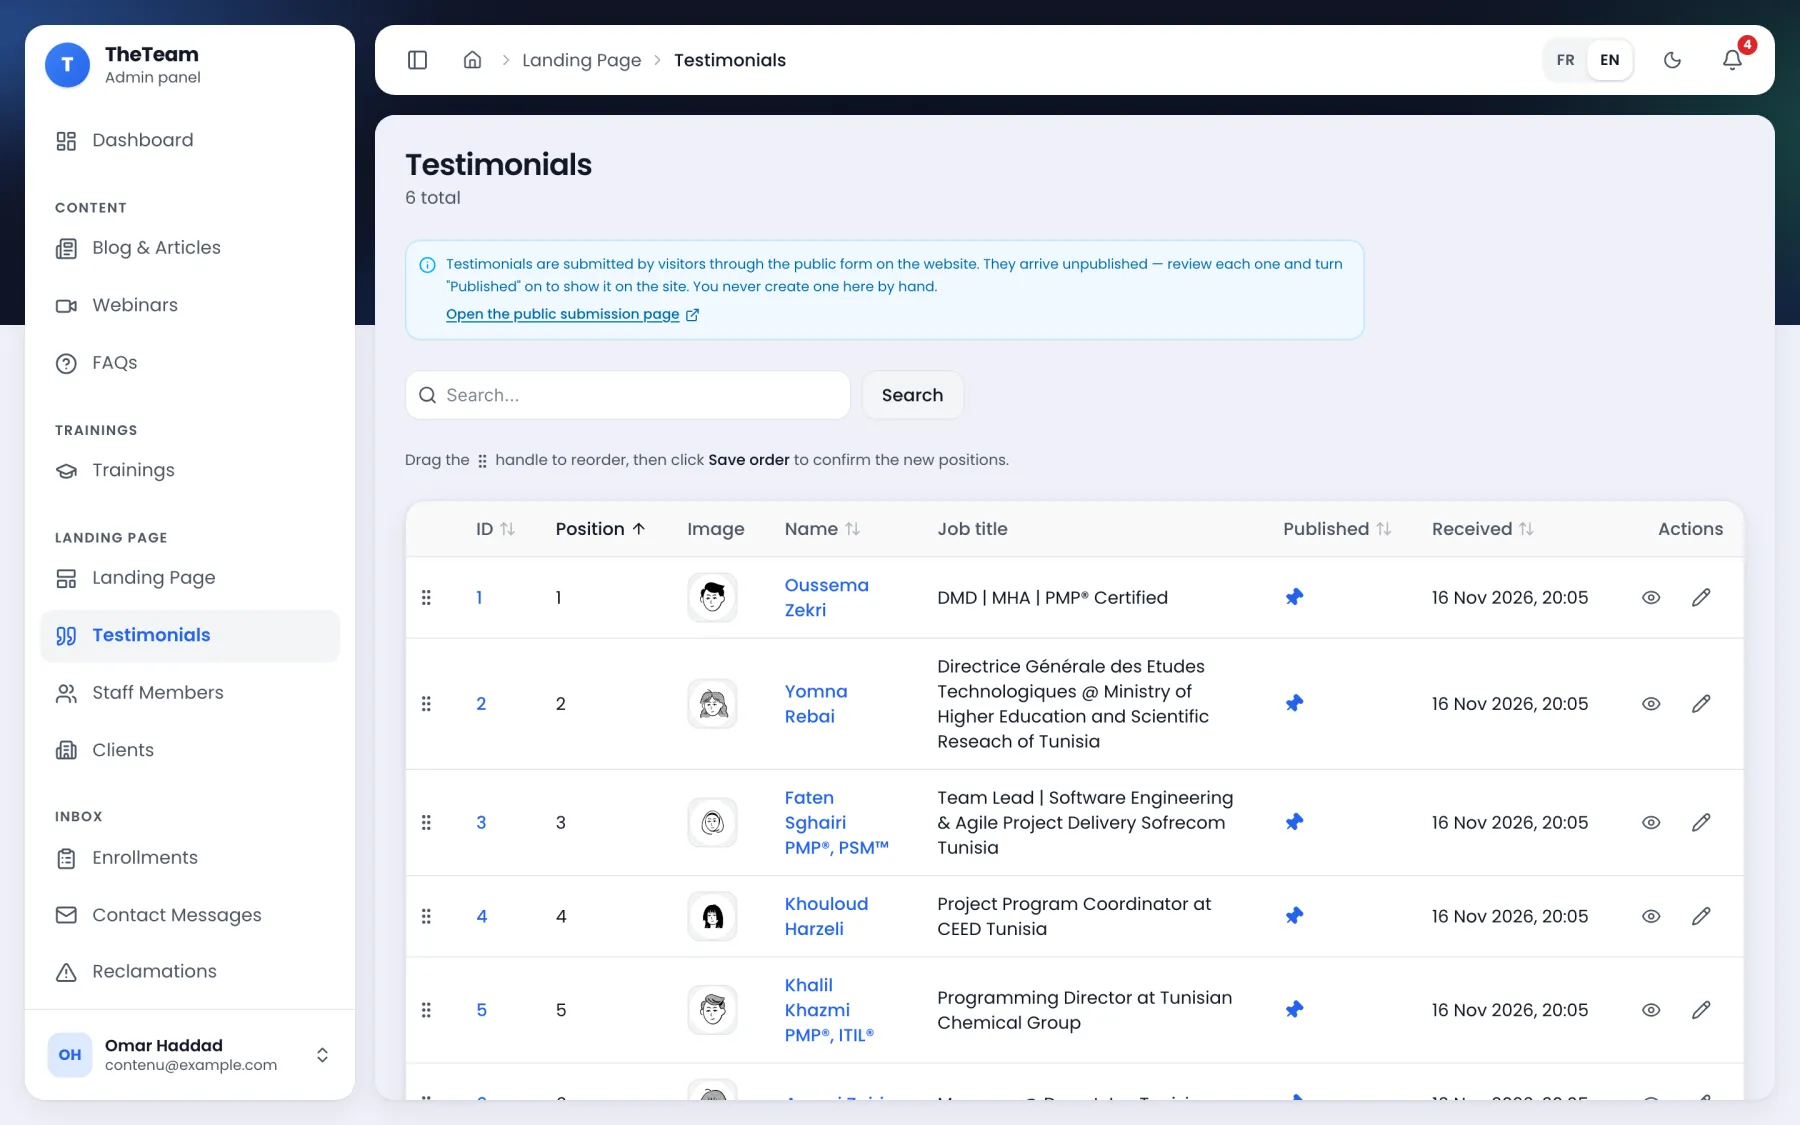 T
TheTeam
Admin panel
Dashboard
CONTENT
Blog & Articles
Webinars
FAQs
TRAININGS
Trainings
LANDING PAGE
Landing Page
Testimonials
Staff Members
Clients
INBOX
Enrollments
Contact Messages
Reclamations
OH
Omar Haddad
contenu@example.com
Landing Page
Testimonials
FR
EN
4
Testimonials
6 total
Testimonials are submitted by visitors through the public form on the website. They arrive unpublished — review each one and turn
"Published" on to show it on the site. You never create one here by hand.
Open the public submission page
Search...
Search
Drag the handle to reorder, then click Save order to confirm the new positions.
ID
Position
Image
Name
Job title
Published
Received
Actions
1
1
Oussema
Zekri
DMD | MHA | PMP® Certified
16 Nov 2026, 20:05
2
2
Yomna
Rebai
Directrice Générale des Etudes
Technologiques @ Ministry of
Higher Education and Scientific
Reseach of Tunisia
16 Nov 2026, 20:05
3
3
Faten
Sghairi
PMP®, PSM™
Team Lead | Software Engineering
& Agile Project Delivery Sofrecom
Tunisia
16 Nov 2026, 20:05
4
4
Khouloud
Harzeli
Project Program Coordinator at
CEED Tunisia
16 Nov 2026, 20:05
5
5
Khalil
Khazmi
PMP®, ITIL®
Programming Director at Tunisian
Chemical Group
16 Nov 2026, 20:05